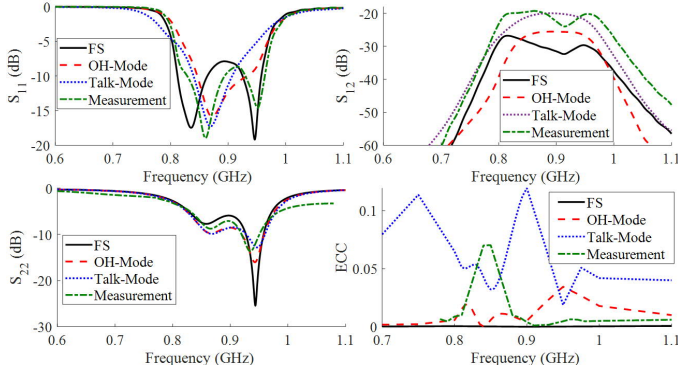 0
-5
-10
-15
-20
S11 (dB)
FS
OH-Mode
Talk-Mode
Measurement
0.6 0.7 0.8 0.9 1 1.1
Frequency (GHz)
-20
-30
-40
-50
-60
S12 (dB)
FS
OH-Mode
Talk-Mode
Measurement
0.6 0.7 0.8 0.9 1 1.1
Frequency (GHz)
0
-10
-20
-30
S22 (dB)
FS
OH-Mode
Talk-Mode
Measurement
0.6 0.7 0.8 0.9 1 1.1
Frequency (GHz)
0.1
0.05
0
ECC
FS
OH-Mode
Talk-Mode
Measurement
0.7 0.8 0.9 1
Frequency (GHz)